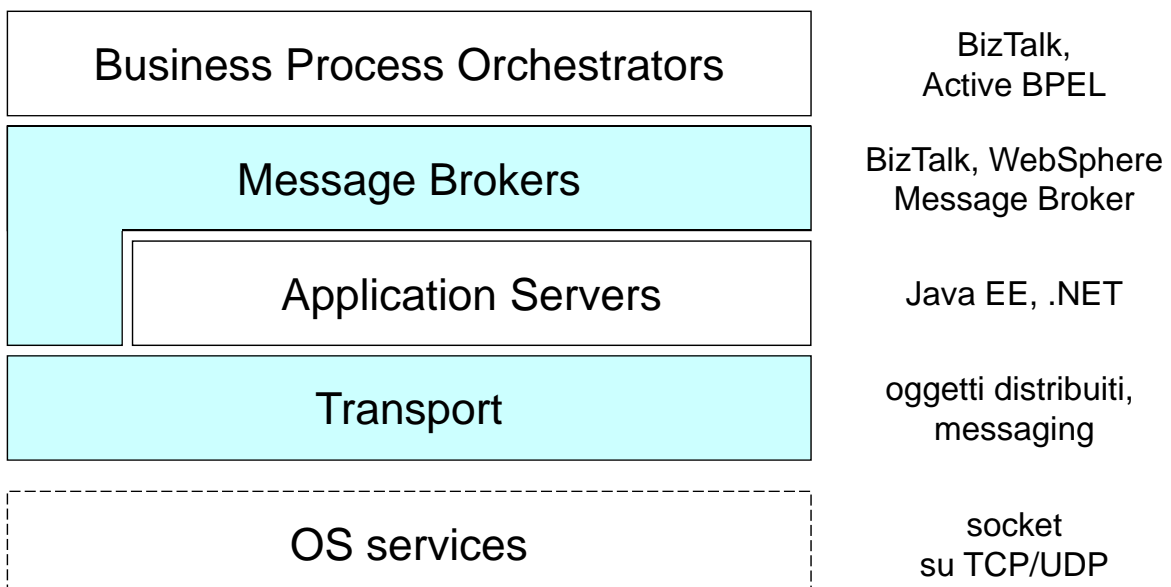 Business Process Orchestrators
BizTalk,
Active BPEL
Message Brokers
BizTalk, WebSphere
Message Broker
Application Servers
Java EE, .NET
Transport
oggetti distribuiti,
messaging
OS services
socket
su TCP/UDP